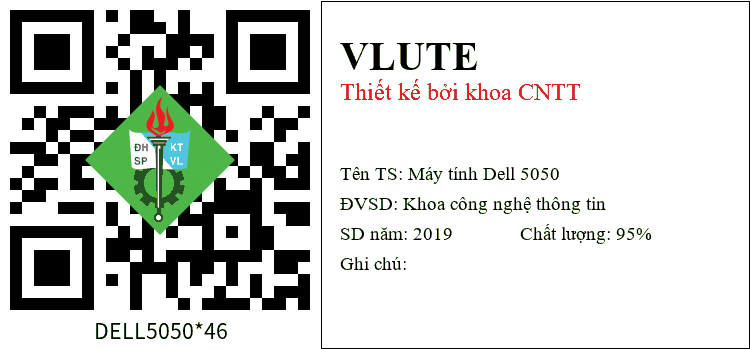 ĐH KT
SP VL
DELL5050*46
VLUTE
Thiết kế bởi khoa CNTT
Tên TS: Máy tính Dell 5050
ĐVSD: Khoa công nghệ thông tin
SD năm: 2019 Chất lượng: 95%
Ghi chú: